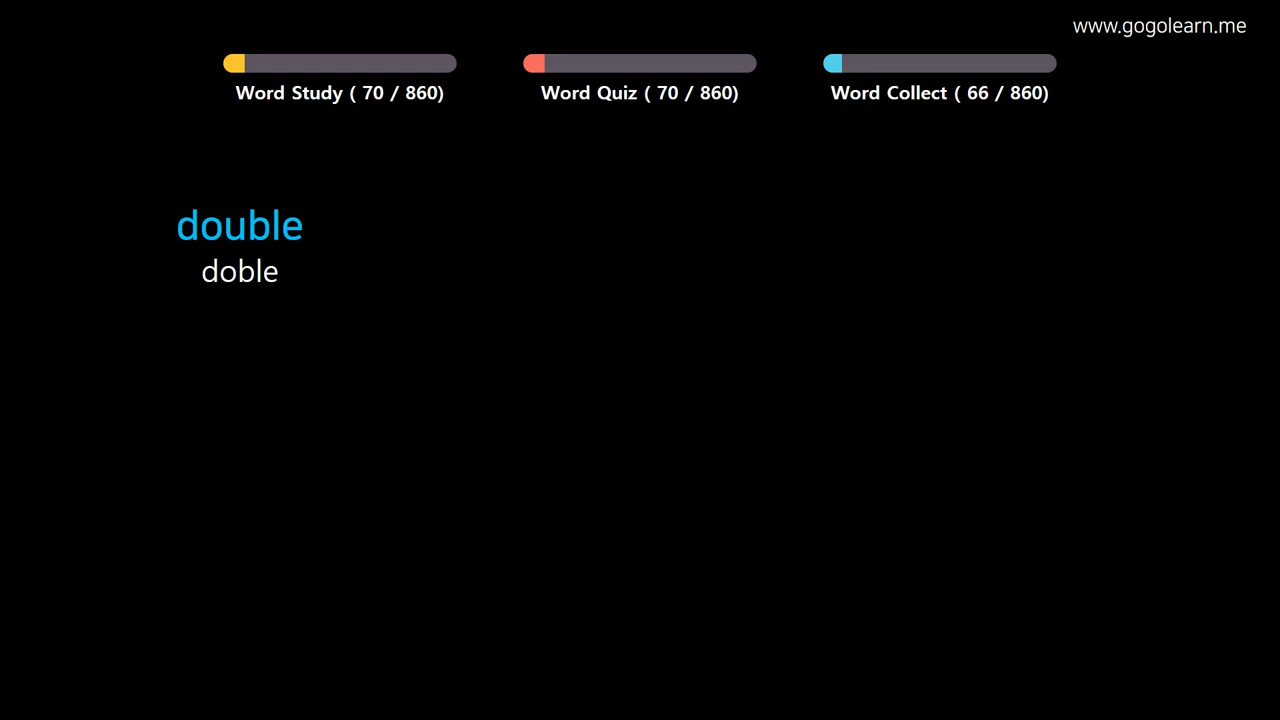 www.gogolearn.me
Word Study ( 70 / 860)
Word Quiz ( 70 / 860)
Word Collect ( 66 / 860)
double
doble